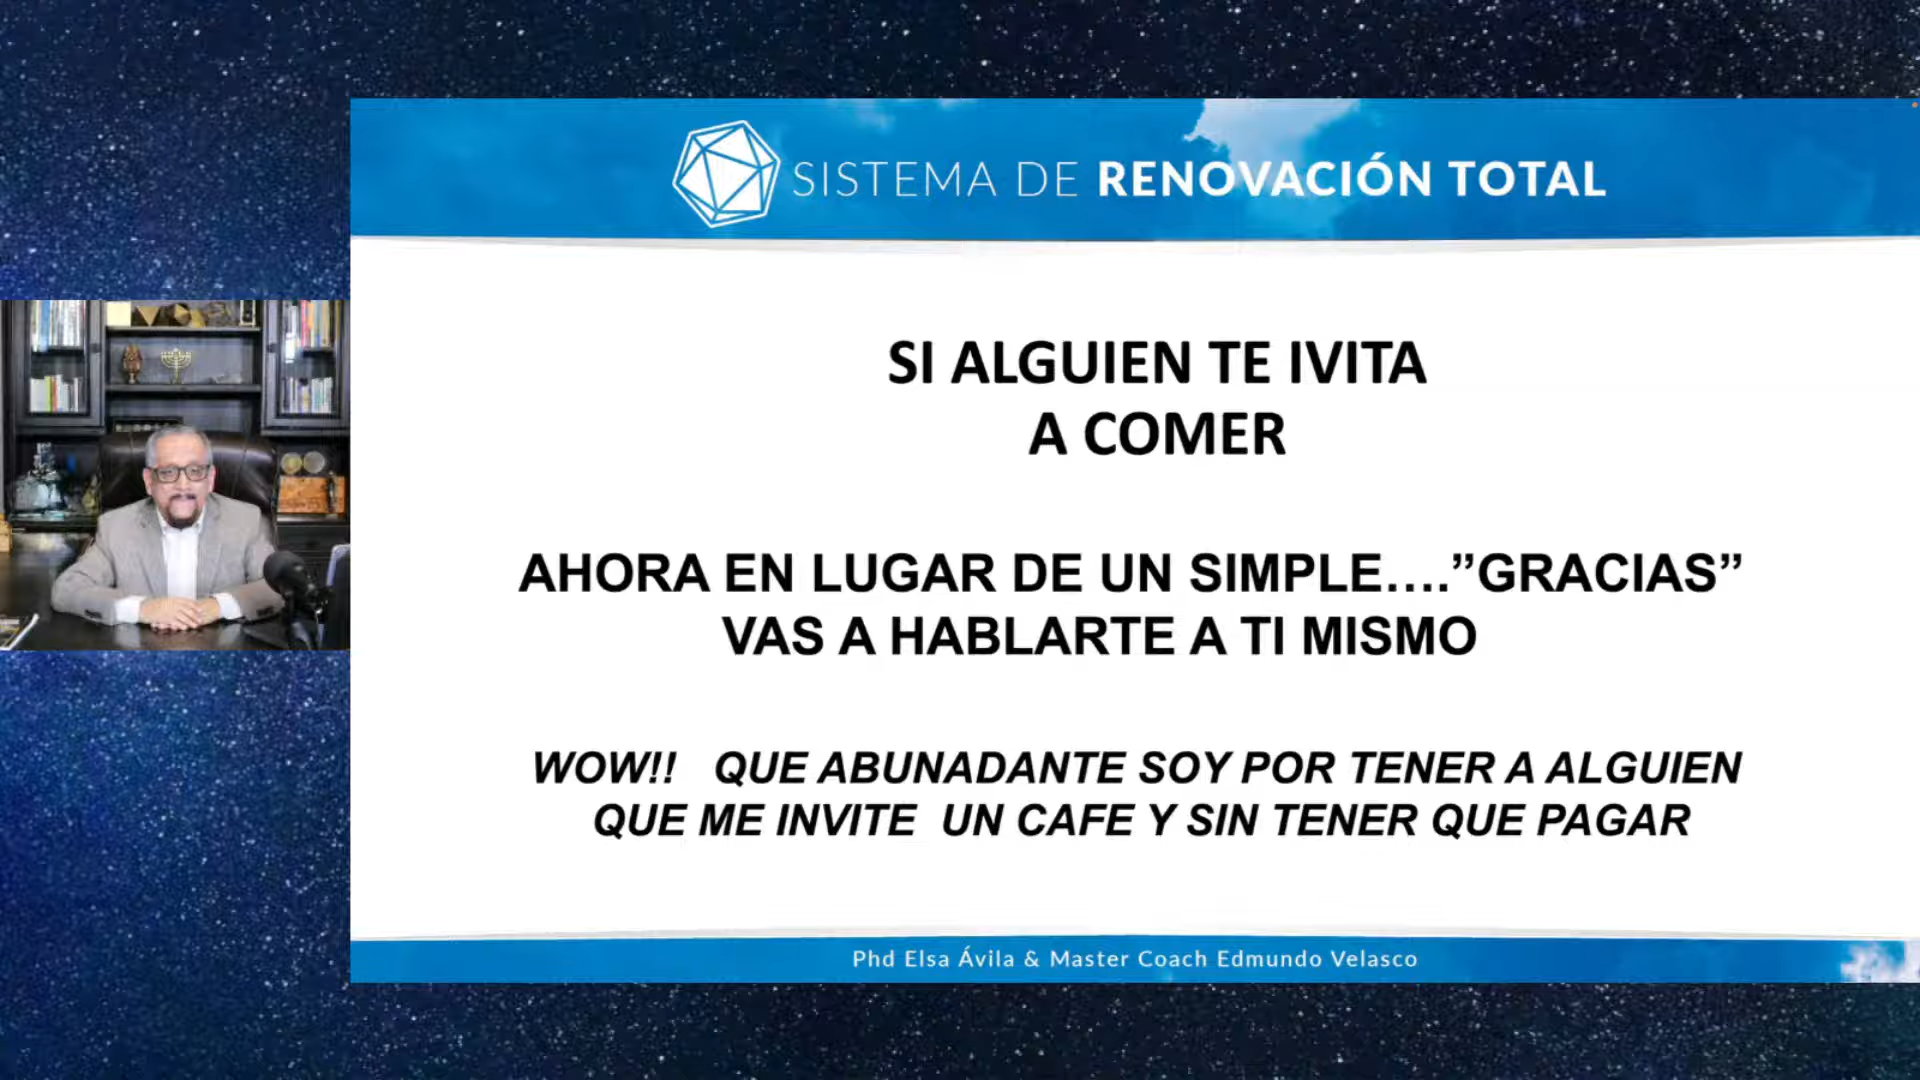 SISTEMA DE RENOVACIÓN TOTAL
SI ALGUIEN TE IVITA
A COMER
AHORA EN LUGAR DE UN SIMPLE....”GRACIAS”
VAS A HABLARTE A TI MISMO
WOW!! QUE ABUNADANTE SOY POR TENER A ALGUIEN
QUE ME INVITE UN CAFE Y SIN TENER QUE PAGAR
Phd Elsa Ávila & Master Coach Edmundo Velasco